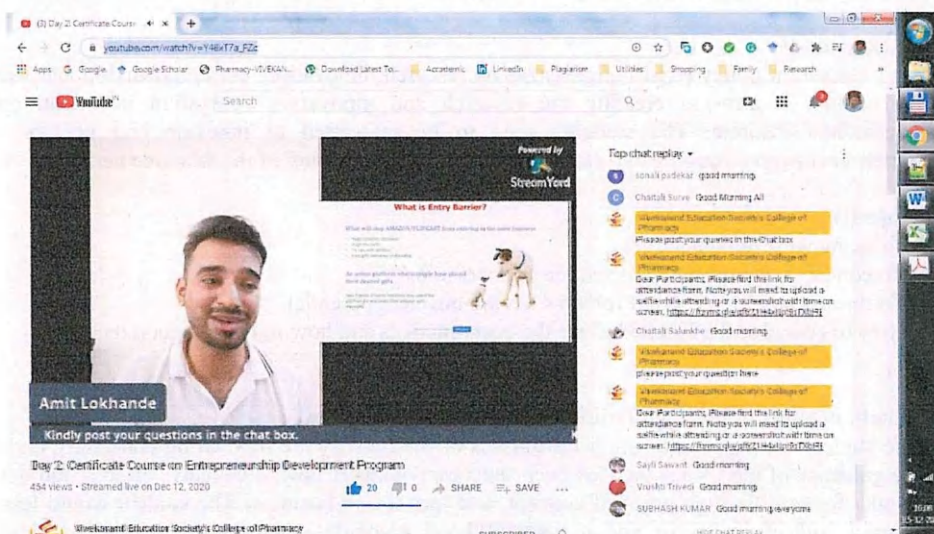 (3) Day 2: Certificate Cours
youtube.com/watch?v=Y46xT7a_FZc
Apps Google Google Scholar Pharmacy-VIVEKAN... Download Latest To... Academic LinkedIn Plagiarism Utilities Shopping Family Research
YouTube Search
Powered by
StreamYard
What is Entry Barrier?
Amit Lokhande
Kindly post your questions in the chat box.
Day 2: Certificate Course on Entrepreneurship Development Program
454 views • Streamed live on Dec 12, 2020
20 0 SHARE SAVE ...
Vivekanand Education Society's College of Pharmacy
SUBSCRIBED
Top chat replay
sonali padekar good morning
Chaitali Surve Good Morning All
Vivekanand Education Society's College of
Pharmacy
Please post your queries in the Chat box
Vivekanand Education Society's College of
Pharmacy
Dear Participants, Please find the link for
attendance form. Note you will need to upload a
selfie while attending or a screenshot with time on
screen.
Chaitali Salunkhe Good morning
Vivekanand Education Society's College of
Pharmacy
please post your question here
Vivekanand Education Society's College of
Pharmacy
Dear Participants, Please find the link for
attendance form. Note you will need to upload a
selfie while attending or a screenshot with time on
screen.
Sayli Sawant Good morning
Vrushti Trivedi Good morning
SUBHASH KUMAR Good morning everyone
HIDE CHAT REPLAY